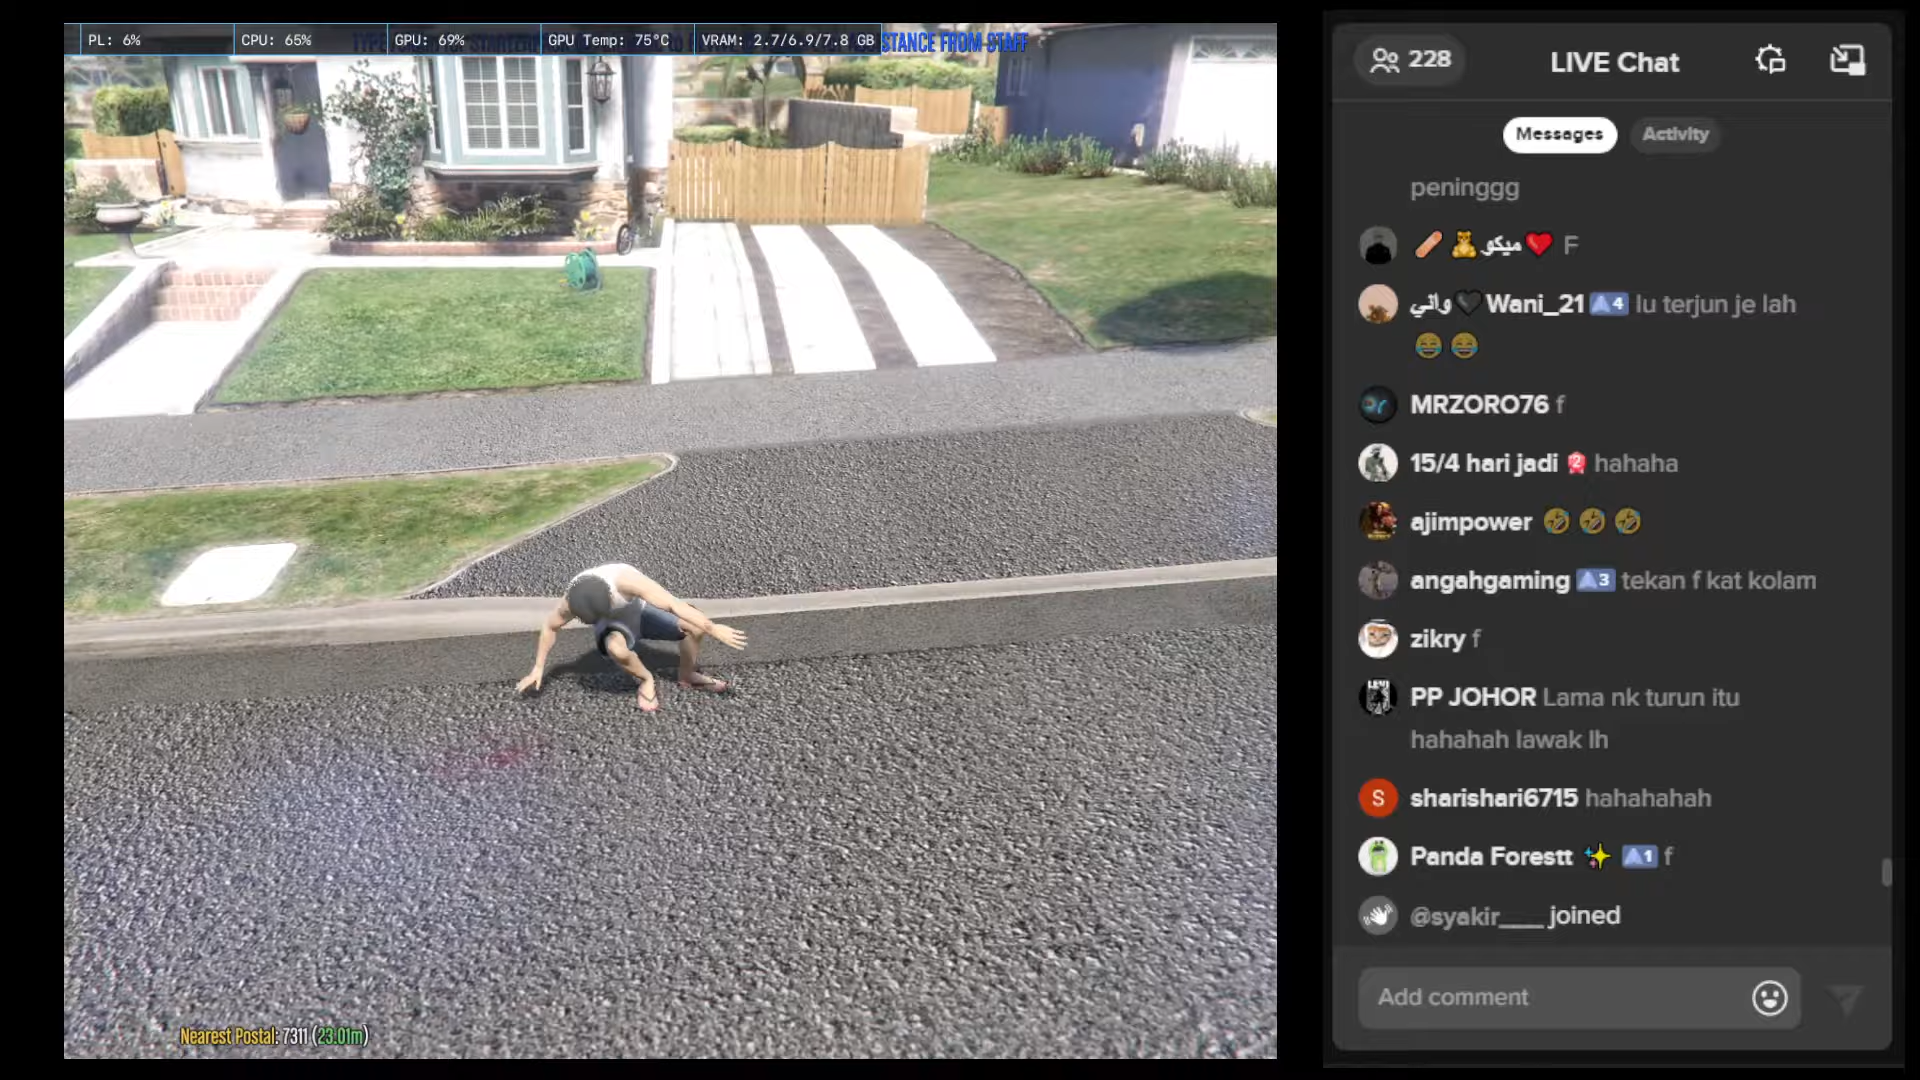 PL: 6%
CPU: 65%
GPU: 69%
GPU Temp: 75°C
VRAM: 2.7/6.9/7.8 GB
STANCE FROM STAFF
Nearest Postal: 7311 (23.01m)
228
LIVE Chat
Messages
Activity
peninggg
🩹 🧸 ميكو ❤️ F
واني 🖤 Wani_21 4 lu terjun je lah
😂 😂
MRZORO76 f
15/4 hari jadi 2 hahaha
ajimpower 🤣 🤣 🤣
angahgaming 3 tekan f kat kolam
zikry f
PP JOHOR Lama nk turun itu
hahahah lawak lh
S sharishari6715 hahahahah
Panda Forestt ✨ 1 f
@syakir___ joined
Add comment